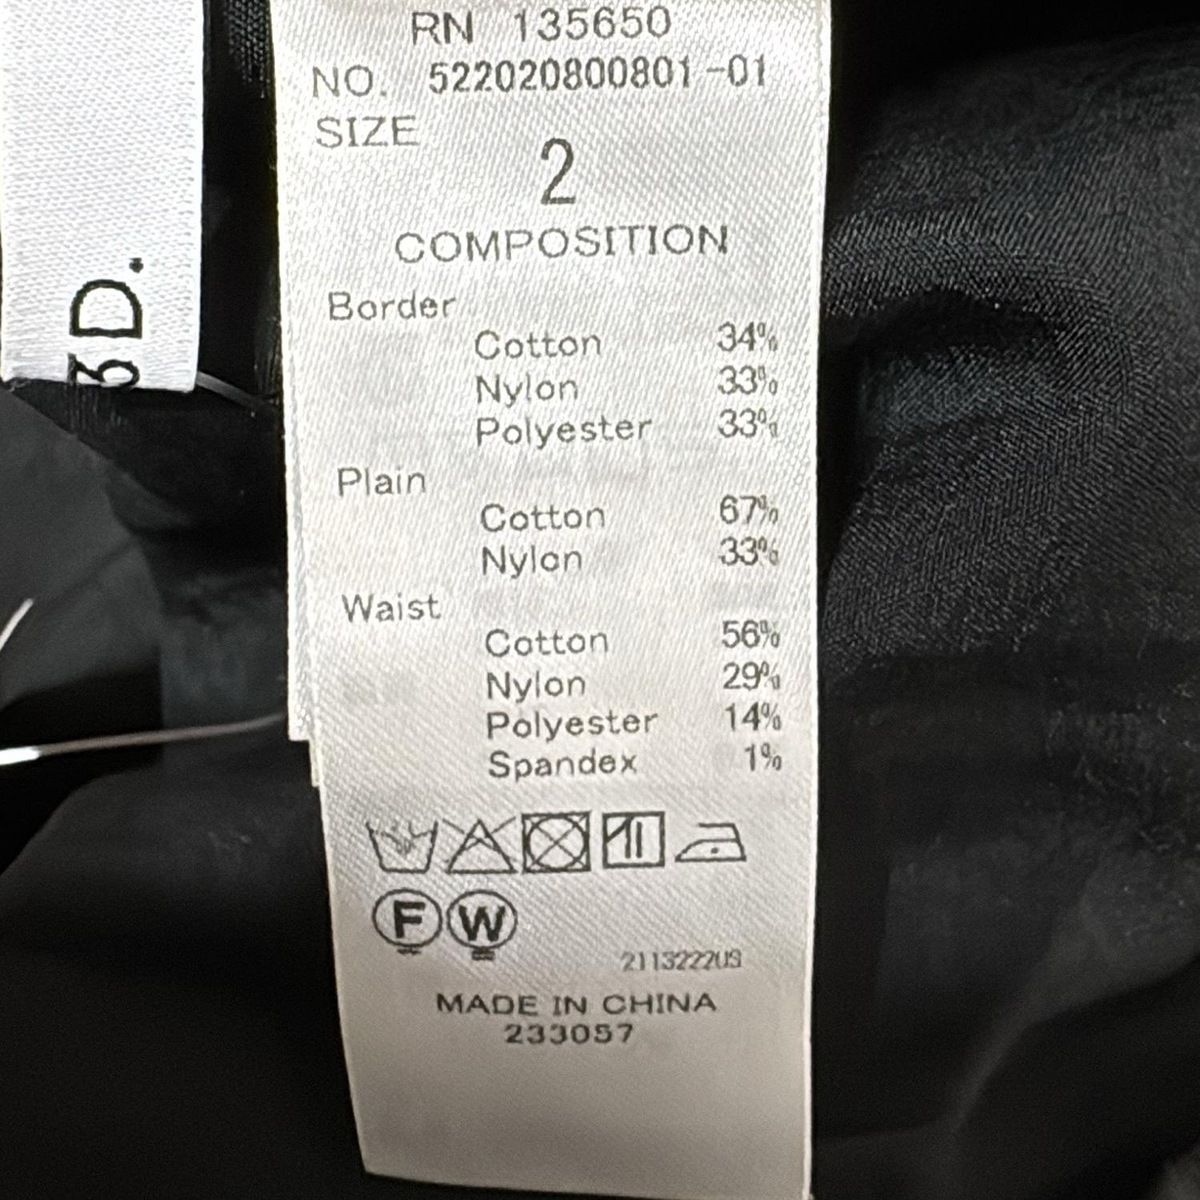 3D.
RN 135650
NO. 522020800801-01
SIZE
2
COMPOSITION
Border
Cotton 34%
Nylon 33%
Polyester 33%
Plain
Cotton 67%
Nylon 33%
Waist
Cotton 56%
Nylon 29%
Polyester 14%
Spandex 1%
F W
2113222US
MADE IN CHINA
233057